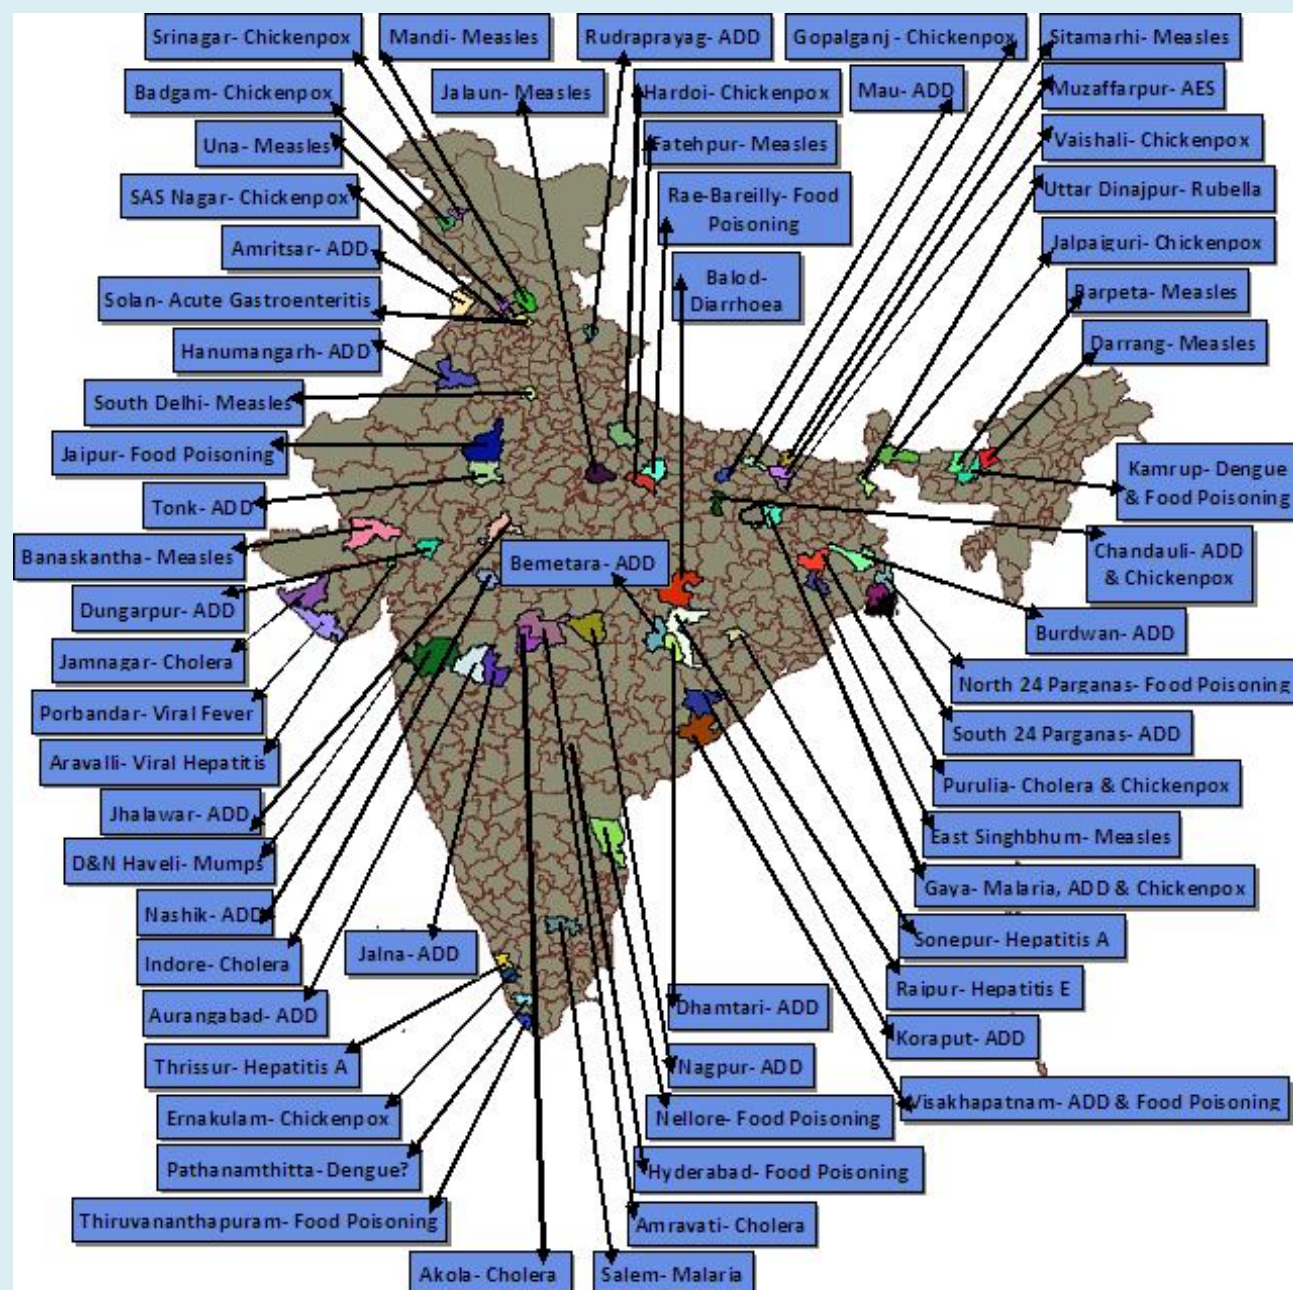 Srinagar- Chickenpox
Mandi- Measles
Rudraprayag- ADD
Gopalganj - Chickenpox
Sitamarhi- Measles
Badgam- Chickenpox
Jalaun- Measles
Hardoi- Chickenpox
Mau- ADD
Muzaffarpur- AES
Una- Measles
Fatehpur- Measles
Vaishali- Chickenpox
SAS Nagar- Chickenpox
Rae-Bareilly- Food
Poisoning
Uttar Dinajpur- Rubella
Amritsar- ADD
Balod-
Diarrhoea
Jalpaiguri- Chickenpox
Solan- Acute Gastroenteritis
Barpeta- Measles
Hanumangarh- ADD
Darrang- Measles
South Delhi- Measles
Jaipur- Food Poisoning
Kamrup- Dengue
& Food Poisoning
Tonk- ADD
Banaskantha- Measles
Bemetara- ADD
Chandauli- ADD
& Chickenpox
Dungarpur- ADD
Burdwan- ADD
Jamnagar- Cholera
North 24 Parganas- Food Poisoning
Porbandar- Viral Fever
South 24 Parganas- ADD
Aravalli- Viral Hepatitis
Purulia- Cholera & Chickenpox
Jhalawar- ADD
East Singhbhum- Measles
D&N Haveli- Mumps
Gaya- Malaria, ADD & Chickenpox
Nashik- ADD
Sonepur- Hepatitis A
Indore- Cholera
Jalna- ADD
Raipur- Hepatitis E
Aurangabad- ADD
Dhamtari- ADD
Koraput- ADD
Thrissur- Hepatitis A
Nagpur- ADD
Visakhapatnam- ADD & Food Poisoning
Ernakulam- Chickenpox
Nellore- Food Poisoning
Pathanamthitta- Dengue?
Hyderabad- Food Poisoning
Thiruvananthapuram- Food Poisoning
Amravati- Cholera
Akola- Cholera
Salem- Malaria